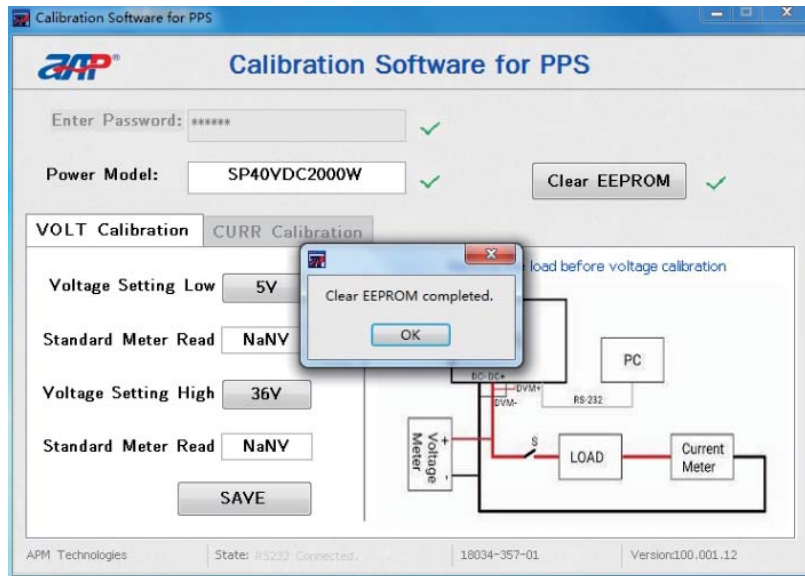 Calibration Software for PPS
APM®
Calibration Software for PPS
Enter Password: ******
Power Model: SP40VDC2000W
Clear EEPROM
VOLT Calibration CURR Calibration
load before voltage calibration
Voltage Setting Low 5V
Clear EEPROM completed.
OK
Standard Meter Read NaNV
Voltage Setting High 36V
Standard Meter Read NaNV
SAVE
DC- DC+
DVM+
DVM-
RS-232
PC
Voltage Meter
+
-
S
LOAD
Current
Meter
APM Technologies State: RS232 Connected. 18034-357-01 Version:100.001.12